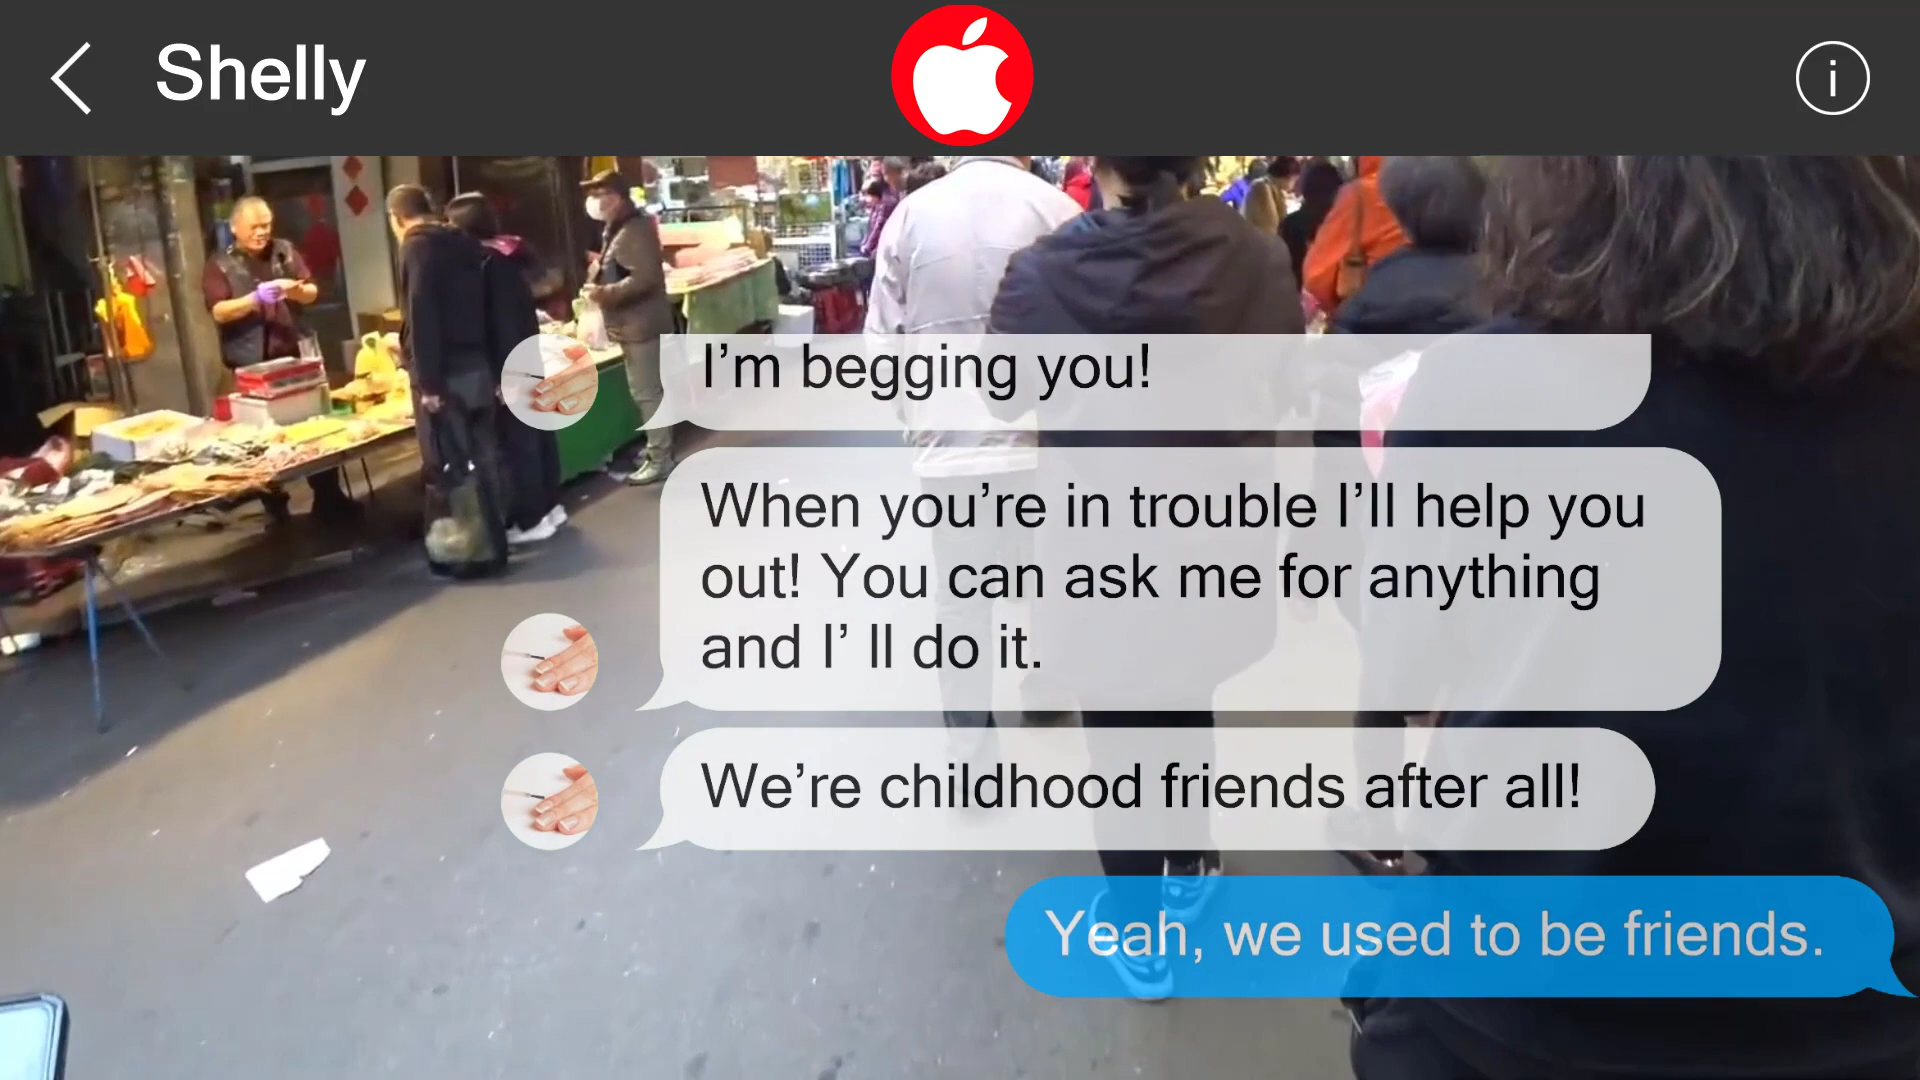 Shelly
I’m begging you!
When you’re in trouble I’ll help you
out! You can ask me for anything
and I’ ll do it.
We’re childhood friends after all!
Yeah, we used to be friends.